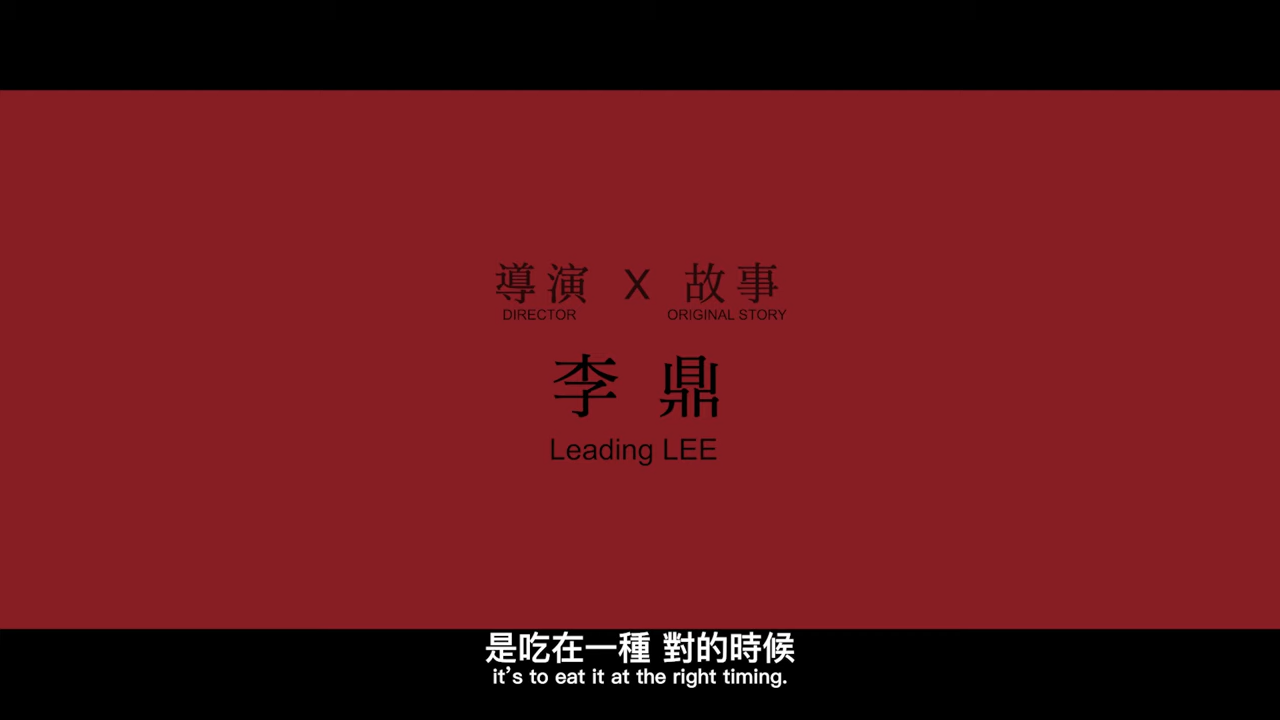 導演 X 故事
DIRECTOR ORIGINAL STORY
李鼎
Leading LEE
是吃在一種 對的時候
it's to eat it at the right timing.